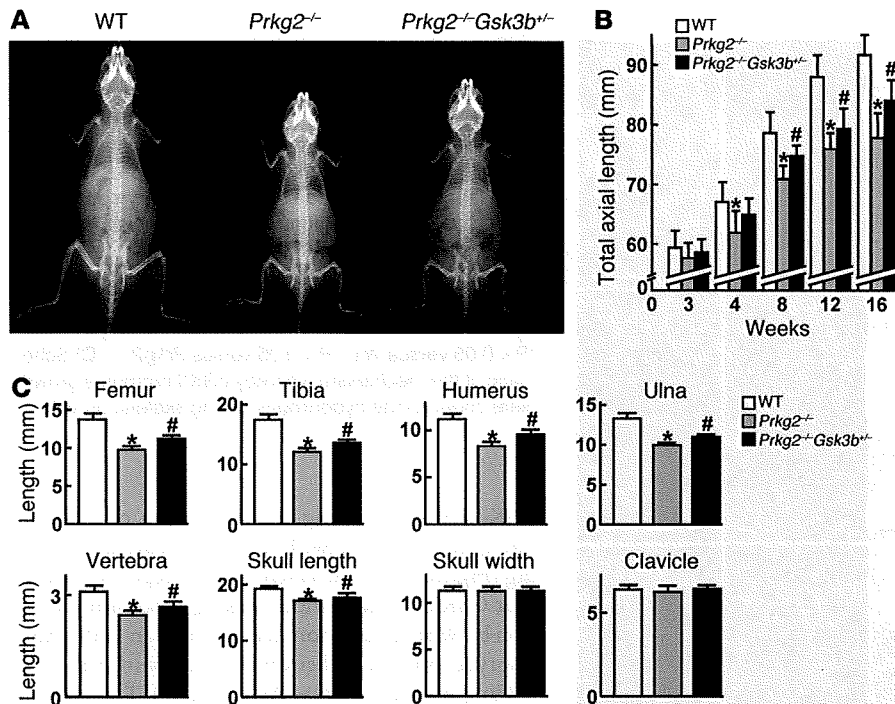 A
WT Prkg2–/– Prkg2–/–Gsk3b+/–
B
WT
Prkg2–/–
Prkg2–/–Gsk3b+/–
Total axial length (mm)
90
80
70
60
0
* * * *
# # #
0 3 4 8 12 16
Weeks
C
Femur Tibia Humerus Ulna
Length (mm)
15 10 5 0
20 10 0
10 5 0
15 10 5 0
* # * # * # * #
WT
Prkg2–/–
Prkg2–/–Gsk3b+/–
Vertebra Skull length Skull width Clavicle
Length (mm)
3 0
20 10 0
10 5 0
5 0
* # * #